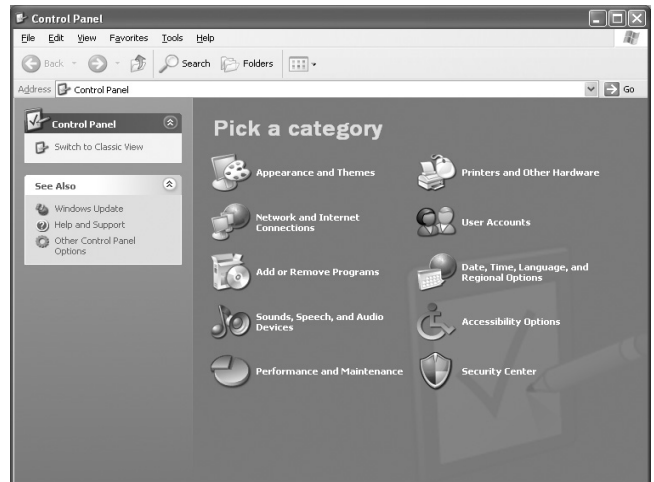 Control Panel
File Edit View Favorites Tools Help
Back Search Folders
Address Control Panel Go
Control Panel
Switch to Classic View
See Also
Windows Update
Help and Support
Other Control Panel
Options
Pick a category
Appearance and Themes
Printers and Other Hardware
Network and Internet
Connections
User Accounts
Add or Remove Programs
Date, Time, Language, and
Regional Options
Sounds, Speech, and Audio
Devices
Accessibility Options
Performance and Maintenance
Security Center